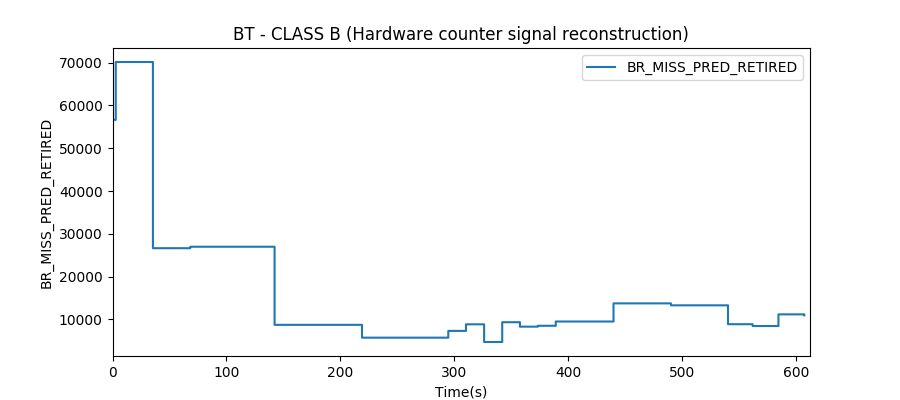 BT - CLASS B (Hardware counter signal reconstruction)
BR_MISS_PRED_RETIRED
BR_MISS_PRED_RETIRED
70000
60000
50000
40000
30000
20000
10000
0 100 200 300 400 500 600
Time(s)